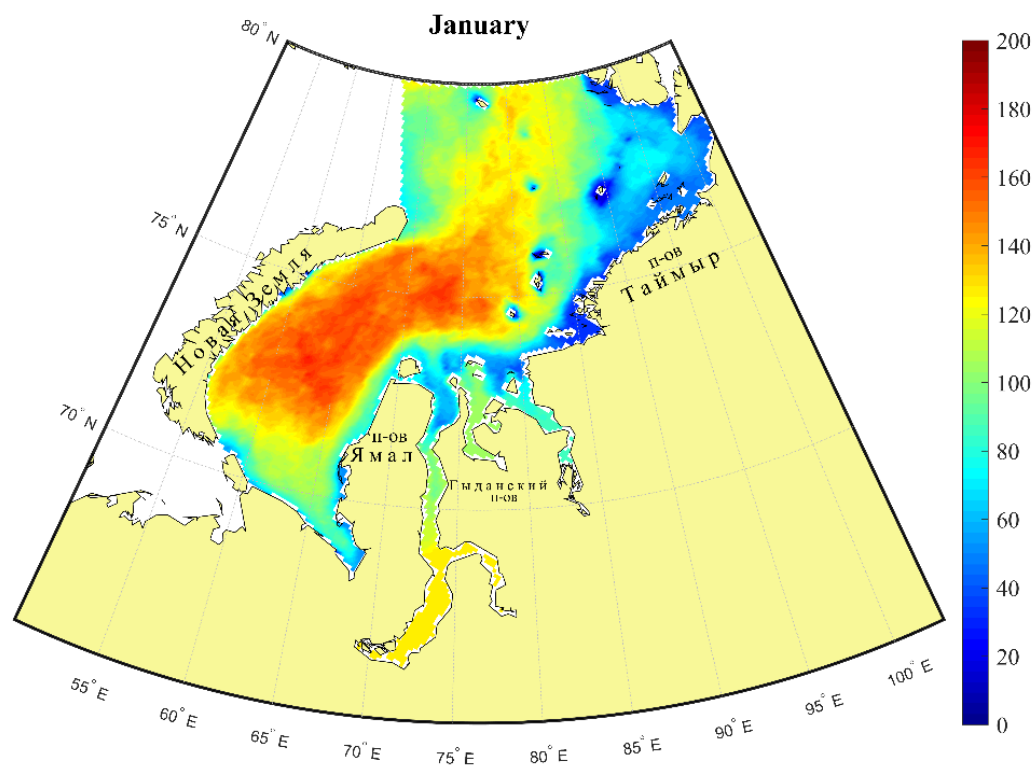 January
80° N
75° N
70° N
Новая Земля
п-ов
Таймыр
п-ов
Ямал
Гыданский
п-ов
55° E
60° E
65° E
70° E
75° E
80° E
85° E
90° E
95° E
100° E
200
180
160
140
120
100
80
60
40
20
0